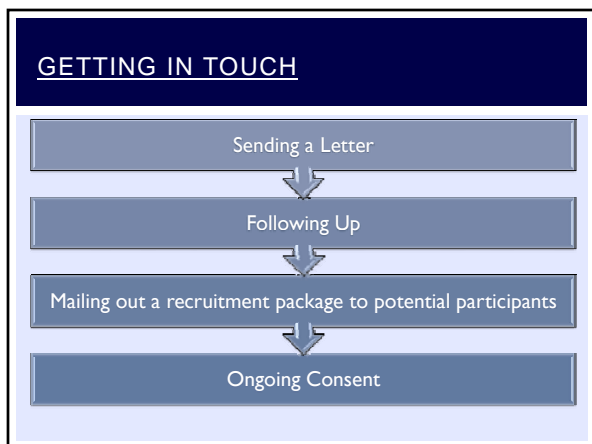 GETTING IN TOUCH
Sending a Letter
Following Up
Mailing out a recruitment package to potential participants
Ongoing Consent